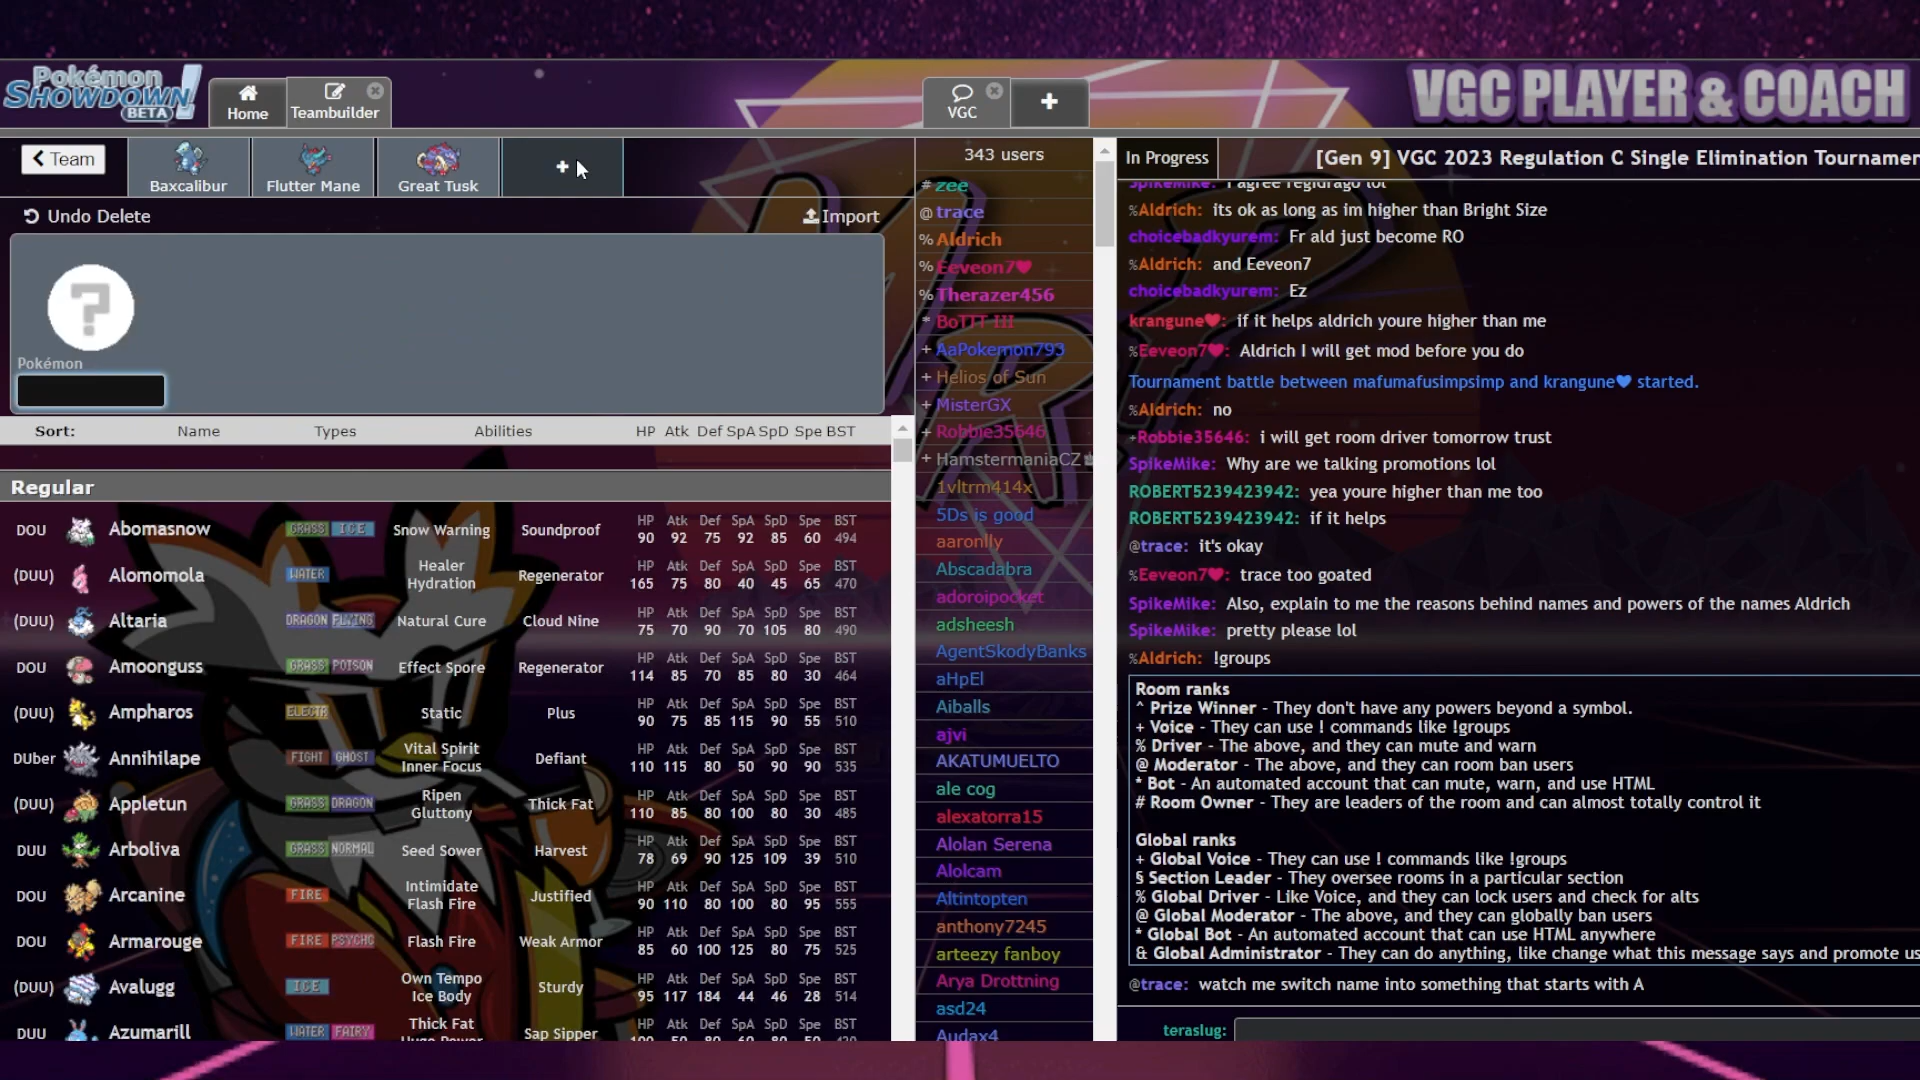 Pokémon
SHOWDOWN!
BETA
Home
Teambuilder
VGC
+
VGC PLAYER & COACH
Team
Baxcalibur
Flutter Mane
Great Tusk
+
Undo Delete
Import
Pokémon
Sort: Name Types Abilities HP Atk Def SpA SpD Spe BST
Regular
DOU Abomasnow GRASS ICE Snow Warning Soundproof HP 90 Atk 92 Def 75 SpA 92 SpD 85 Spe 60 BST 494
(DUU) Alomomola WATER Healer Hydration Regenerator HP 165 Atk 75 Def 80 SpA 40 SpD 45 Spe 65 BST 470
(DUU) Altaria DRAGON FLYING Natural Cure Cloud Nine HP 75 Atk 70 Def 90 SpA 70 SpD 105 Spe 80 BST 490
DOU Amoonguss GRASS POISON Effect Spore Regenerator HP 114 Atk 85 Def 70 SpA 85 SpD 80 Spe 30 BST 464
(DUU) Ampharos ELECTR Static Plus HP 90 Atk 75 Def 85 SpA 115 SpD 90 Spe 55 BST 510
DUber Annihilape FIGHT GHOST Vital Spirit Inner Focus Defiant HP 110 Atk 115 Def 80 SpA 50 SpD 90 Spe 90 BST 535
(DUU) Appletun GRASS DRAGON Ripen Gluttony Thick Fat HP 110 Atk 85 Def 80 SpA 100 SpD 80 Spe 30 BST 485
DUU Arboliva GRASS NORMAL Seed Sower Harvest HP 78 Atk 69 Def 90 SpA 125 SpD 109 Spe 39 BST 510
DOU Arcanine FIRE Intimidate Flash Fire Justified HP 90 Atk 110 Def 80 SpA 100 SpD 80 Spe 95 BST 555
DOU Armarouge FIRE PSYCHC Flash Fire Weak Armor HP 85 Atk 60 Def 100 SpA 125 SpD 80 Spe 75 BST 525
(DUU) Avalugg ICE Own Tempo Ice Body Sturdy HP 95 Atk 117 Def 184 SpA 44 SpD 46 Spe 28 BST 514
DUU Azumarill WATER FAIRY Thick Fat Huge Power Sap Sipper HP Atk Def SpA SpD Spe BST
343 users
# zee
@ trace
% Aldrich
% Eeveon7♥
% Therazer456
* BoTTT III
+ AaPokemon793
+ Helios of Sun
+ MisterGX
+ Robbie35646
+ HamstermaniaCZ
1vltrm414x
5Ds is good
aaronlly
Abscadabra
adoroipocket
adsheesh
AgentSkodyBanks
aHpEl
Aiballs
ajvi
AKATUMUELTO
ale cog
alexatorra15
Alolan Serena
Alolcam
Altintopten
anthony7245
arteezy fanboy
Arya Drottning
asd24
Audax4
In Progress [Gen 9] VGC 2023 Regulation C Single Elimination Tournamen
SpikeMike: I agree regidrago lol
%Aldrich: its ok as long as im higher than Bright Size
choicebadkyurem: Fr ald just become RO
%Aldrich: and Eeveon7
choicebadkyurem: Ez
krangune♥: if it helps aldrich youre higher than me
%Eeveon7♥: Aldrich I will get mod before you do
Tournament battle between mafumafusimpsimp and krangune♥ started.
%Aldrich: no
+Robbie35646: i will get room driver tomorrow trust
SpikeMike: Why are we talking promotions lol
ROBERT5239423942: yea youre higher than me too
ROBERT5239423942: if it helps
@trace: it's okay
%Eeveon7♥: trace too goated
SpikeMike: Also, explain to me the reasons behind names and powers of the names Aldrich
SpikeMike: pretty please lol
%Aldrich: !groups
Room ranks
^ Prize Winner - They don't have any powers beyond a symbol.
+ Voice - They can use ! commands like !groups
% Driver - The above, and they can mute and warn
@ Moderator - The above, and they can room ban users
* Bot - An automated account that can mute, warn, and use HTML
# Room Owner - They are leaders of the room and can almost totally control it
Global ranks
+ Global Voice - They can use ! commands like !groups
§ Section Leader - They oversee rooms in a particular section
% Global Driver - Like Voice, and they can lock users and check for alts
@ Global Moderator - The above, and they can globally ban users
* Global Bot - An automated account that can use HTML anywhere
& Global Administrator - They can do anything, like change what this message says and promote us
@trace: watch me switch name into something that starts with A
teraslug: